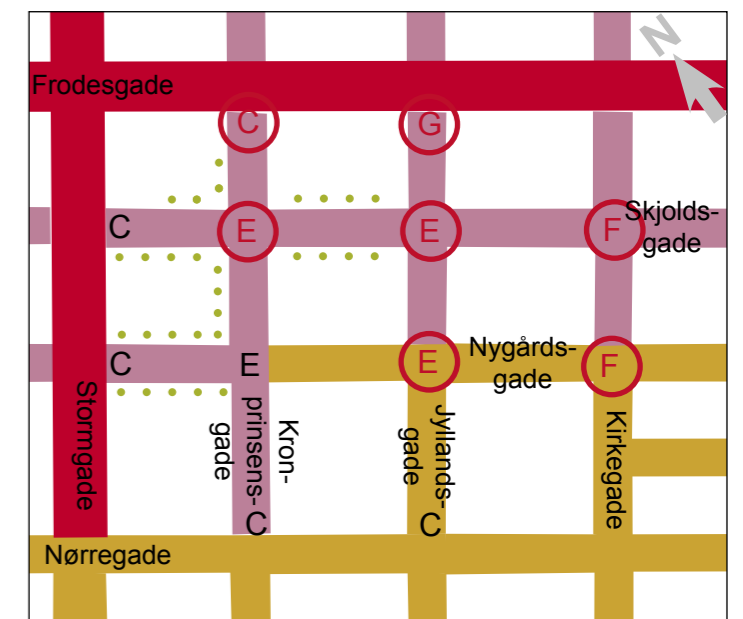 N
Frodesgade
C
G
C
E
E
F
Skjolds-
gade
C
E
E
Nygårds-
gade
F
Stormgade
Kron-
prinsens-
gade
Jyllands-
gade
Kirkegade
C
C
Nørregade